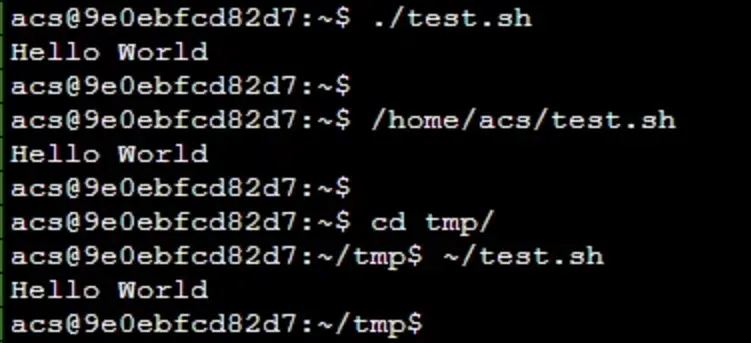 acs@9e0ebfcd82d7:~$ ./test.sh
Hello World
acs@9e0ebfcd82d7:~$
acs@9e0ebfcd82d7:~$ /home/acs/test.sh
Hello World
acs@9e0ebfcd82d7:~$
acs@9e0ebfcd82d7:~$ cd tmp/
acs@9e0ebfcd82d7:~/tmp$ ~/test.sh
Hello World
acs@9e0ebfcd82d7:~/tmp$